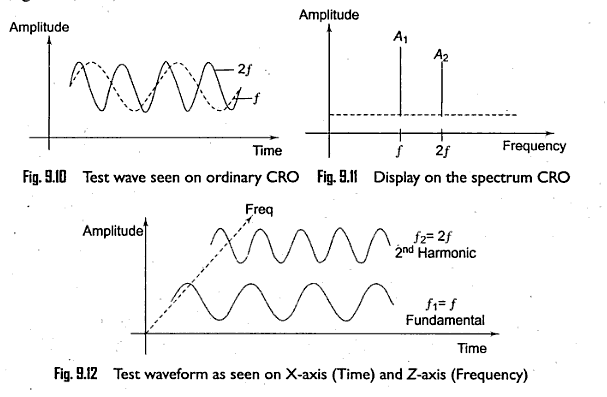 Amplitude
2f
f
Time
Fig. 9.10 Test wave seen on ordinary CRO
Amplitude
A1
A2
f 2f Frequency
Fig. 9.11 Display on the spectrum CRO
Freq
Amplitude
f2= 2f
2nd Harmonic
f1= f
Fundamental
Time
Fig. 9.12 Test waveform as seen on X-axis (Time) and Z-axis (Frequency)